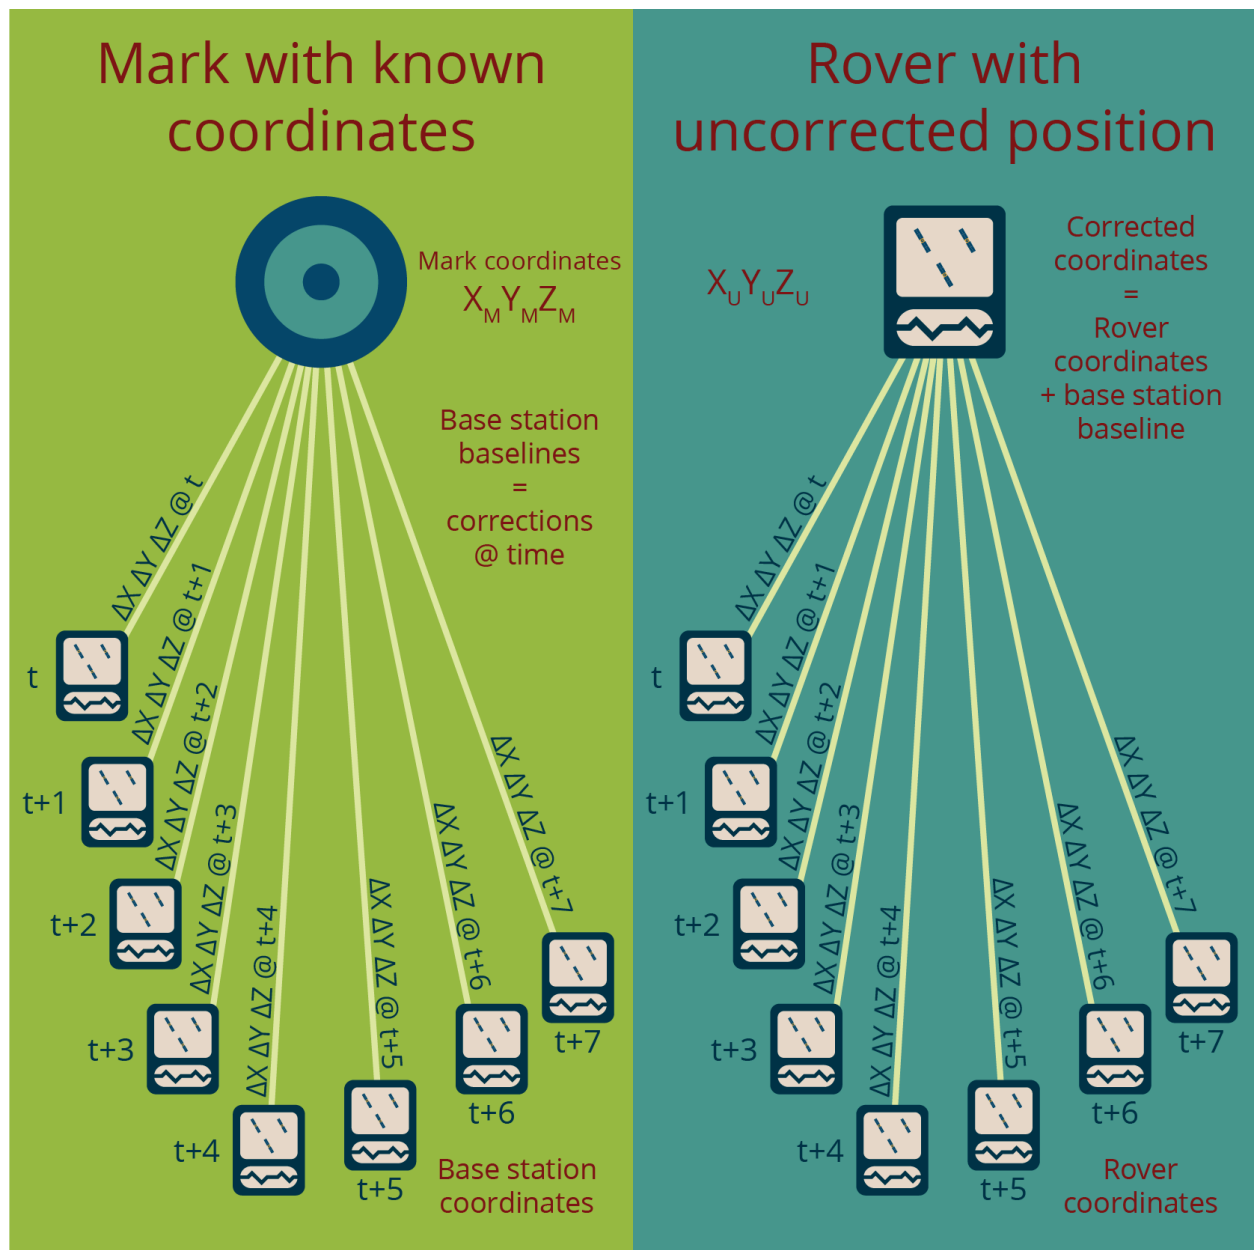 Mark with known
coordinates
Mark coordinates
XMYMZM
Base station
baselines
=
corrections
@ time
ΔX ΔY ΔZ @ t
ΔX ΔY ΔZ @ t+1
ΔX ΔY ΔZ @ t+2
ΔX ΔY ΔZ @ t+3
ΔX ΔY ΔZ @ t+4
ΔX ΔY ΔZ @ t+5
ΔX ΔY ΔZ @ t+6
ΔX ΔY ΔZ @ t+7
t
t+1
t+2
t+3
t+4
t+5
t+6
t+7
Base station
coordinates
Rover with
uncorrected position
XUYUZU
Corrected
coordinates
=
Rover
coordinates
+ base station
baseline
ΔX ΔY ΔZ @ t
ΔX ΔY ΔZ @ t+1
ΔX ΔY ΔZ @ t+2
ΔX ΔY ΔZ @ t+3
ΔX ΔY ΔZ @ t+4
ΔX ΔY ΔZ @ t+5
ΔX ΔY ΔZ @ t+6
ΔX ΔY ΔZ @ t+7
t
t+1
t+2
t+3
t+4
t+5
t+6
t+7
Rover
coordinates